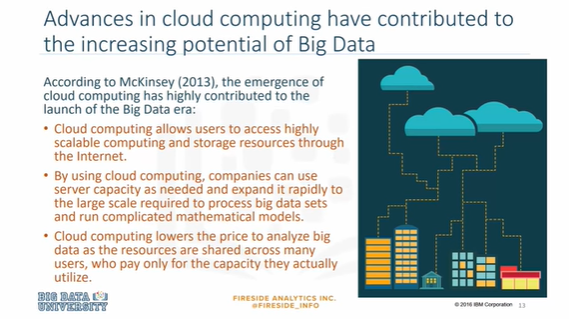 Advances in cloud computing have contributed to
the increasing potential of Big Data
According to McKinsey (2013), the emergence of
cloud computing has highly contributed to the
launch of the Big Data era:
• Cloud computing allows users to access highly
scalable computing and storage resources through
the Internet.
• By using cloud computing, companies can use
server capacity as needed and expand it rapidly to
the large scale required to process big data sets
and run complicated mathematical models.
• Cloud computing lowers the price to analyze big
data as the resources are shared across many
users, who pay only for the capacity they actually
utilize.
BIG DATA
UNIVERSITY
FIRESIDE ANALYTICS INC.
@FIRESIDE_INFO
© 2016 IBM Corporation
13